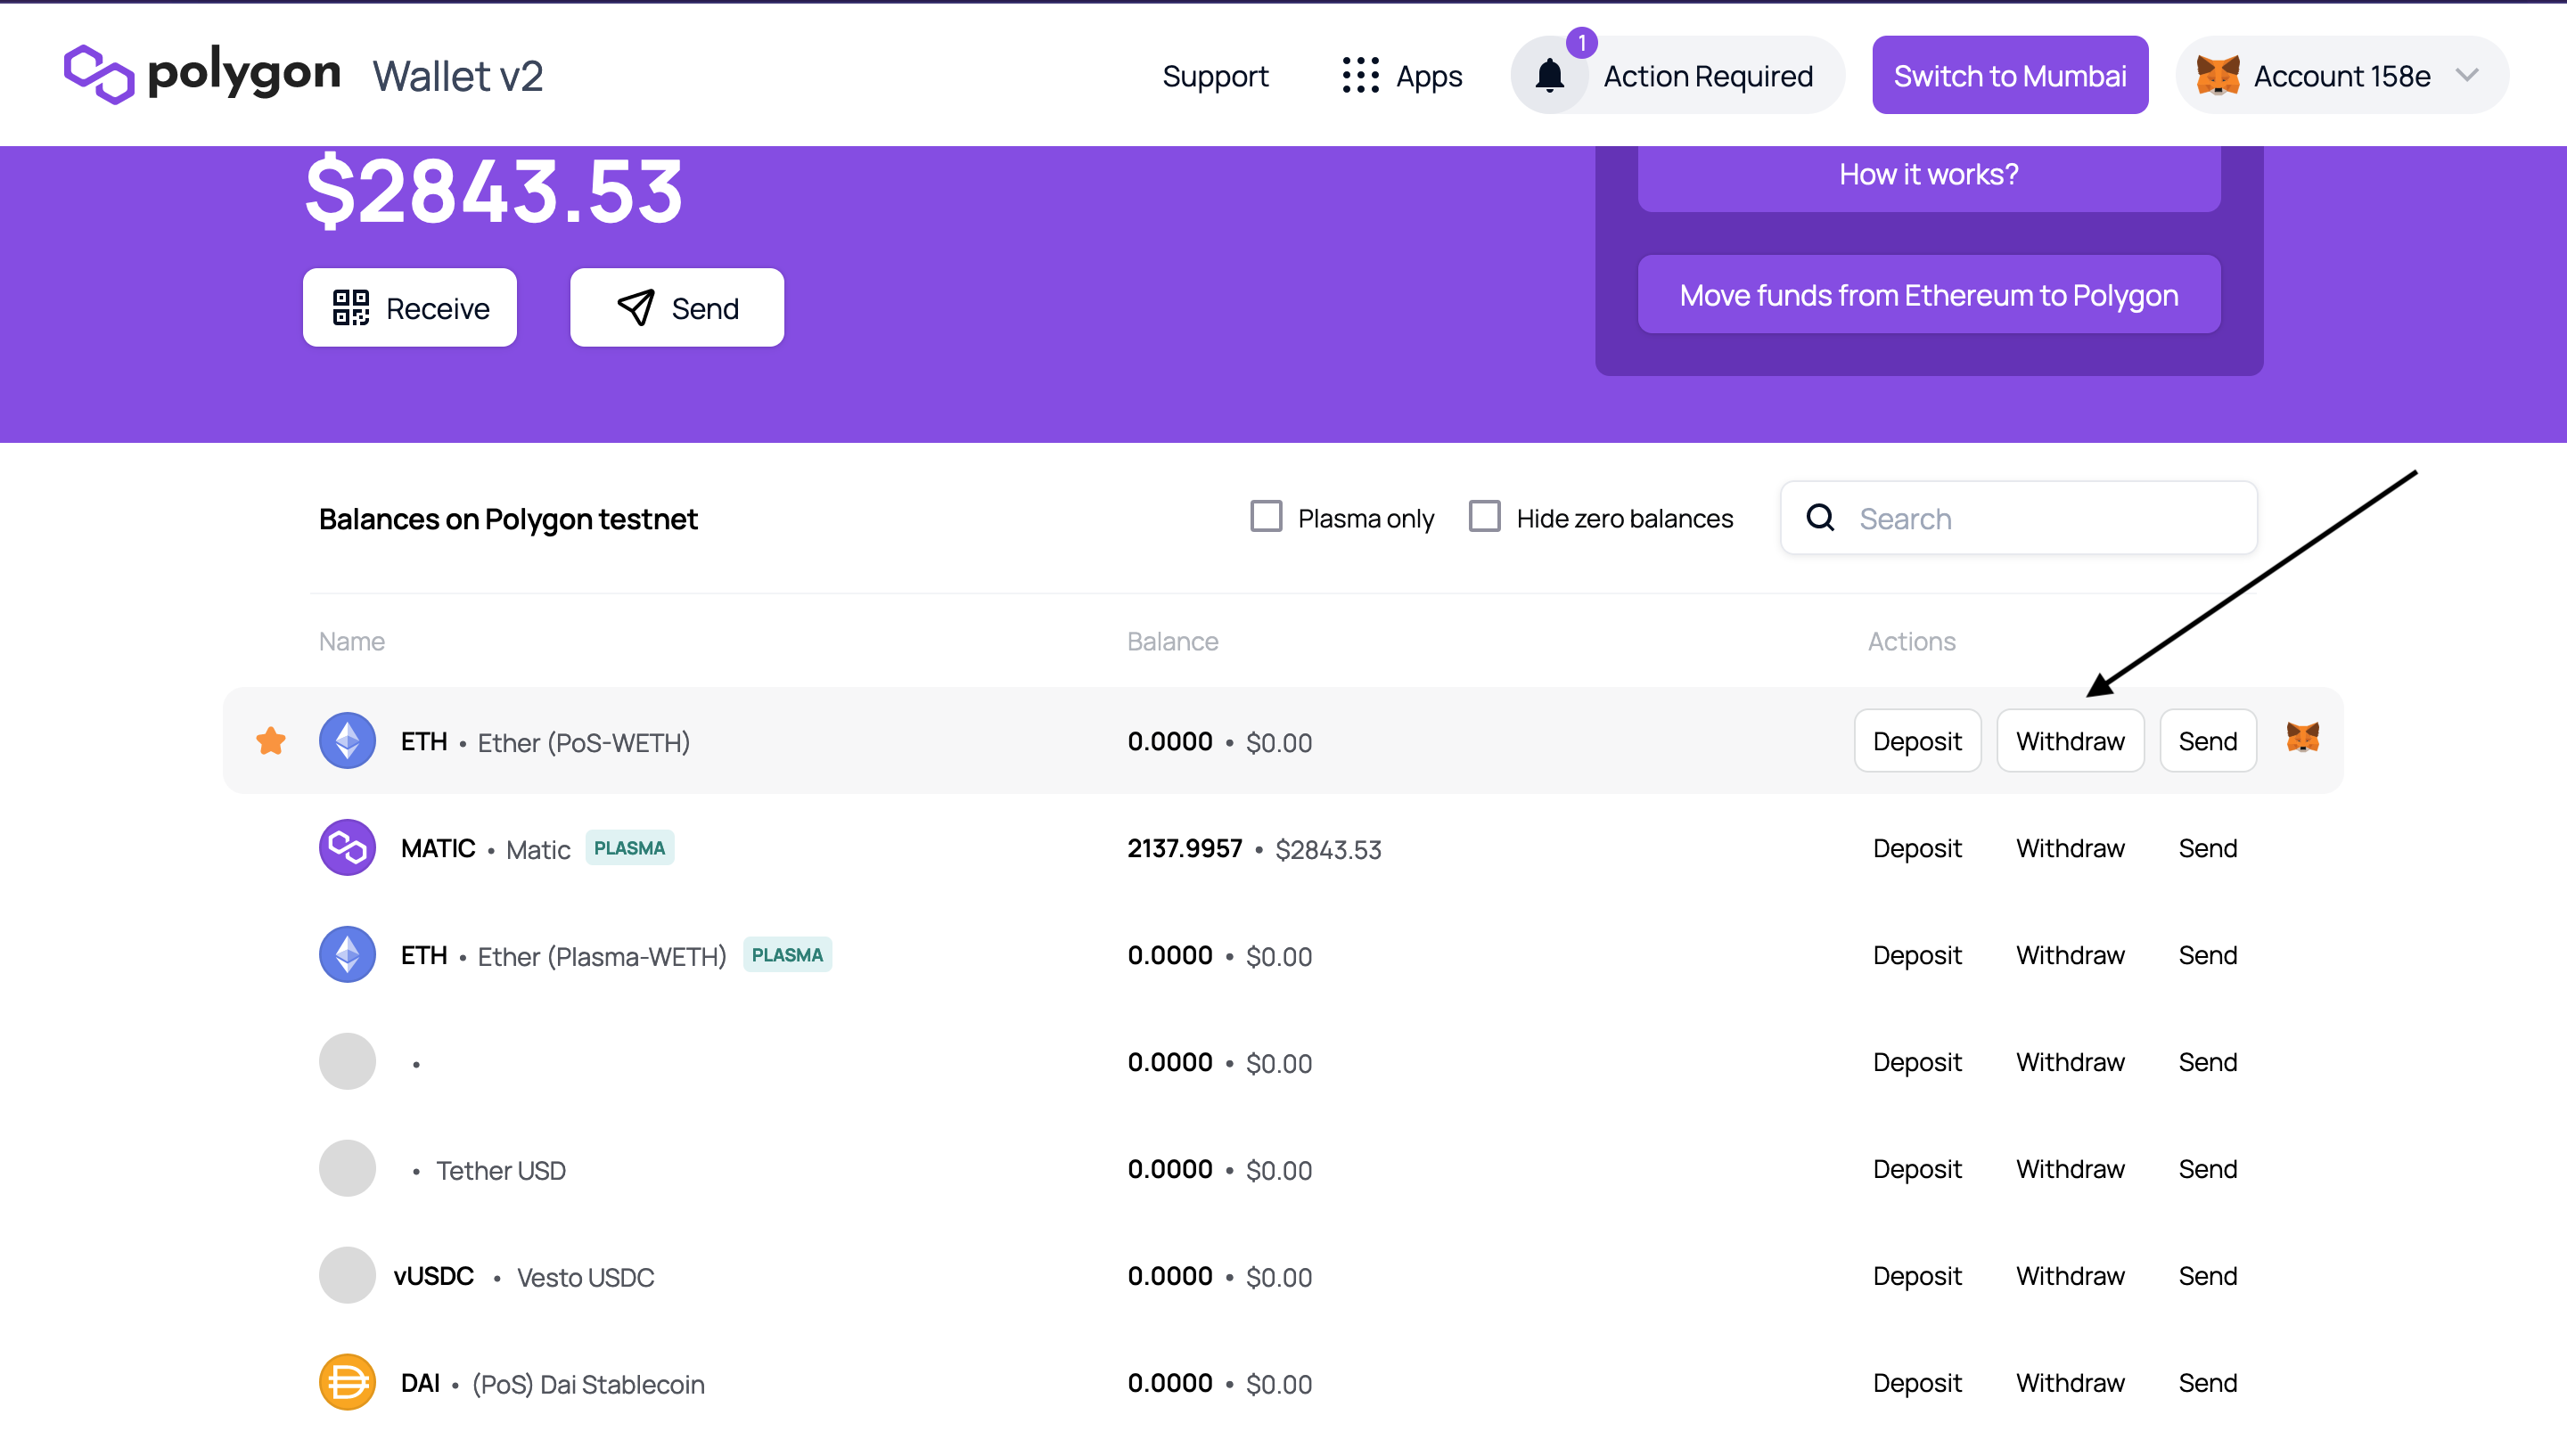 polygon Wallet v2 Support Apps 1 Action Required Switch to Mumbai Account 158e
$2843.53 How it works?
Receive Send Move funds from Ethereum to Polygon
Balances on Polygon testnet Plasma only Hide zero balances Search
Name Balance Actions
ETH • Ether (PoS-WETH) 0.0000 • $0.00 Deposit Withdraw Send
MATIC • Matic PLASMA 2137.9957 • $2843.53 Deposit Withdraw Send
ETH • Ether (Plasma-WETH) PLASMA 0.0000 • $0.00 Deposit Withdraw Send
• 0.0000 • $0.00 Deposit Withdraw Send
• Tether USD 0.0000 • $0.00 Deposit Withdraw Send
vUSDC • Vesto USDC 0.0000 • $0.00 Deposit Withdraw Send
DAI • (PoS) Dai Stablecoin 0.0000 • $0.00 Deposit Withdraw Send